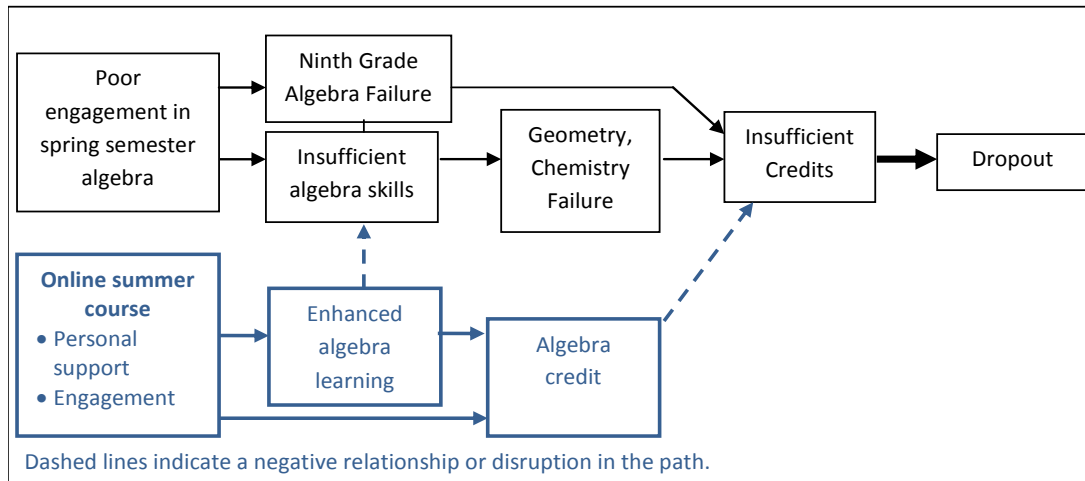 Poor
engagement in
spring semester
algebra
Ninth Grade
Algebra Failure
Insufficient
algebra skills
Geometry,
Chemistry
Failure
Insufficient
Credits
Dropout
Online summer
course
• Personal
support
• Engagement
Enhanced
algebra
learning
Algebra
credit
Dashed lines indicate a negative relationship or disruption in the path.